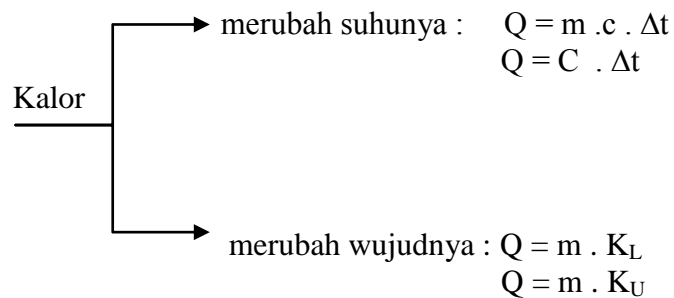 merubah suhunya : Q = m .c . Δt
Q = C . Δt
Kalor
merubah wujudnya : Q = m . K_L
Q = m . K_U